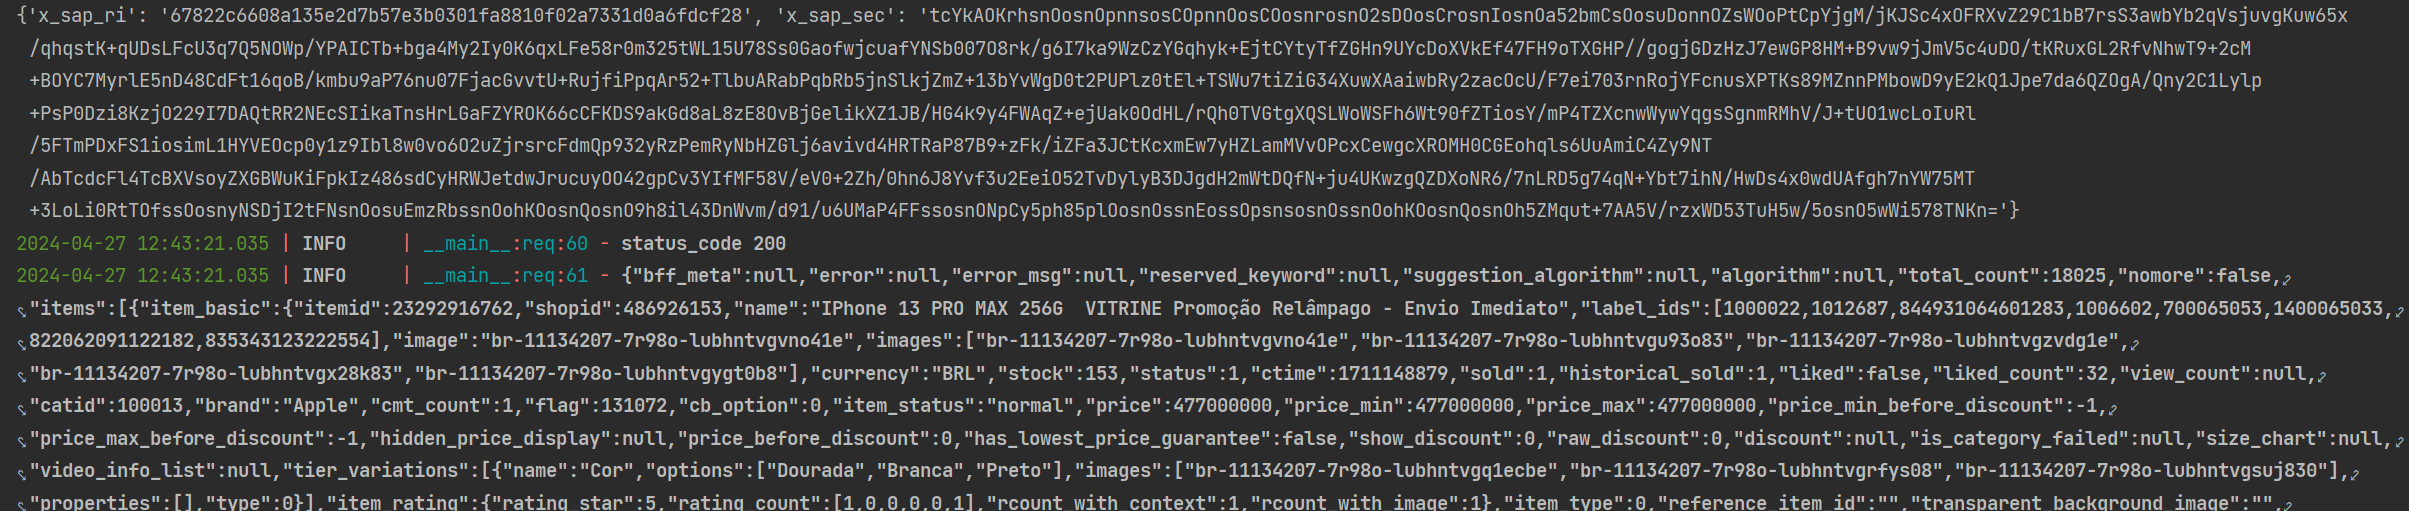 {'x_sap_ri': '67822c6608a135e2d7b57e3b0301fa8810f02a7331d0a6fdcf28', 'x_sap_sec': 'tcYkAOKrhsnOosnOpnnsosCOpnnOosCOosnrosnO2sDOosCrosnIosnOa52bmCsOosuDonnOZsWOoPtCpYjgM/jKJSc4xOFRXvZ29C1bB7rsS3awbYb2qVsjuvgKuw65x
/qhqstK+qUDsLFcU3q7Q5NOWp/YPAICTb+bga4My2Iy0K6qxLFe58r0m325tWL15U78Ss0GaofwjcuafYNSb007O8rk/g6I7ka9WzCzYGqhyk+EjtCYtyTfZGHn9UYcDoXVkEf47FH9oTXGHP//gogjGDzHzJ7ewGP8HM+B9vw9jJmV5c4uDO/tKRuxGL2RfvNhwT9+2cM
+BOYC7MyrlE5nD48CdFt16qoB/kmbu9aP76nu07FjacGvvtU+RujfiPpqAr52+TlbuARabPqbRb5jnSlkjZmZ+13bYvWgD0t2PUPlz0tEl+TSWu7tiZiG34XuwXAaiwbRy2zacOcU/F7ei703rnRojYFcnusXPTKs89MZnnPMbowD9yE2kQ1Jpe7da6QZOgA/Qny2C1Lylp
+PsP0Dzi8KzjO229I7DAQtRR2NEcSIikaTnsHrLGaFZYROK66cCFKDS9akGd8aL8zE8OvBjGelikXZ1JB/HG4k9y4FWAqZ+ejUak0OdHL/rQh0TVGtgXQSLWoWSFh6Wt90fZTiosY/mP4TZXcnwWywYqgsSgnmRMhV/J+tUO1wcLoIuRl
/5FTmPDxFS1iosimL1HYVEOcp0y1z9Ibl8w0vo6O2uZjrsrcFdmQp932yRzPemRyNbHZGlj6avivd4HRTRaP87B9+zFk/iZFa3JCtKcxmEw7yHZLamMVvOPcxCewgcXROMH0CGEohqls6UuAmiC4Zy9NT
/AbTcdcFl4TcBXVsoyZXGBWuKiFpkIz486sdCyHRWJetdwJrucuyOO42gpCv3YIfMF58V/eV0+2Zh/0hn6J8Yvf3u2EeiO52TvDylyB3DJgdH2mWtDQfN+ju4UKwzgQZDXoNR6/7nLRD5g74qN+Ybt7ihN/HwDs4x0wdUAfgh7nYW75MT
+3LoLi0RtTOfssOosnyNSDjI2tFNsnOosuEmzRbssnOohKOosnQosnO9h8il43DnWvm/d91/u6UMaP4FFssosnONpCy5ph85plOosnOssnEossOpsnsosnOssnOohKOosnQosnOh5ZMqut+7AA5V/rzxWD53TuH5w/5osnO5wWi578TNKn='}
2024-04-27 12:43:21.035 | INFO     | __main__:req:60 - status_code 200
2024-04-27 12:43:21.035 | INFO     | __main__:req:61 - {"bff_meta":null,"error":null,"error_msg":null,"reserved_keyword":null,"suggestion_algorithm":null,"algorithm":null,"total_count":18025,"nomore":false,
"items":[{"item_basic":{"itemid":23292916762,"shopid":486926153,"name":"IPhone 13 PRO MAX 256G  VITRINE Promoção Relâmpago - Envio Imediato","label_ids":[1000022,1012687,844931064601283,1006602,700065053,1400065033,
822062091122182,835343123222554],"image":"br-11134207-7r98o-lubhntvgvno41e","images":["br-11134207-7r98o-lubhntvgvno41e","br-11134207-7r98o-lubhntvgu93o83","br-11134207-7r98o-lubhntvgzvdg1e",
"br-11134207-7r98o-lubhntvgx28k83","br-11134207-7r98o-lubhntvgygt0b8"],"currency":"BRL","stock":153,"status":1,"ctime":1711148879,"sold":1,"historical_sold":1,"liked":false,"liked_count":32,"view_count":null,
"catid":100013,"brand":"Apple","cmt_count":1,"flag":131072,"cb_option":0,"item_status":"normal","price":477000000,"price_min":477000000,"price_max":477000000,"price_min_before_discount":-1,
"price_max_before_discount":-1,"hidden_price_display":null,"price_before_discount":0,"has_lowest_price_guarantee":false,"show_discount":0,"raw_discount":0,"discount":null,"is_category_failed":null,"size_chart":null,
"video_info_list":null,"tier_variations":[{"name":"Cor","options":["Dourada","Branca","Preto"],"images":["br-11134207-7r98o-lubhntvgq1ecbe","br-11134207-7r98o-lubhntvgrfys08","br-11134207-7r98o-lubhntvgsuj830"],
"properties":[],"type":0}],"item_rating":{"rating_star":5,"rating_count":[1,0,0,0,0,1],"rcount_with_context":1,"rcount_with_image":1},"item_type":0,"reference_item_id":"","transparent_background_image":"",